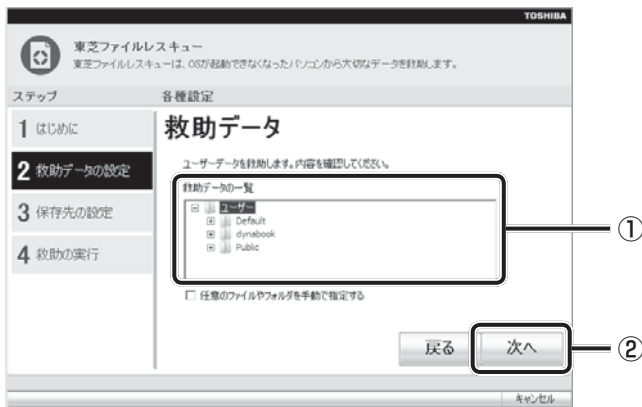 TOSHIBA
東芝ファイルレスキュー
東芝ファイルレスキューは、OSが起動できなくなったパソコンから大切なデータを救助します。
ステップ 各種設定
1 はじめに
救助データ
ユーザーデータを救助します。内容を確認してください。
2 救助データの設定
救助データの一覧
ユーザー
Default
dynabook
Public
①
3 保存先の設定
4 救助の実行
任意のファイルやフォルダを手動で指定する
戻る 次へ ②
キャンセル